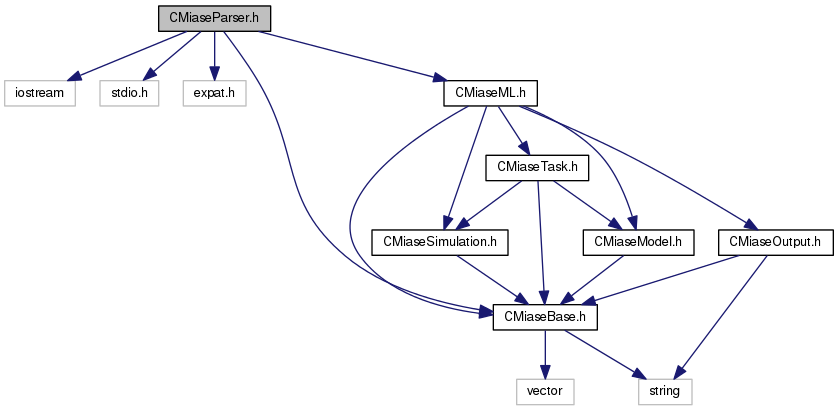 CMiaseParser.h
iostream
stdio.h
expat.h
CMiaseML.h
CMiaseTask.h
CMiaseSimulation.h
CMiaseModel.h
CMiaseOutput.h
CMiaseBase.h
vector
string